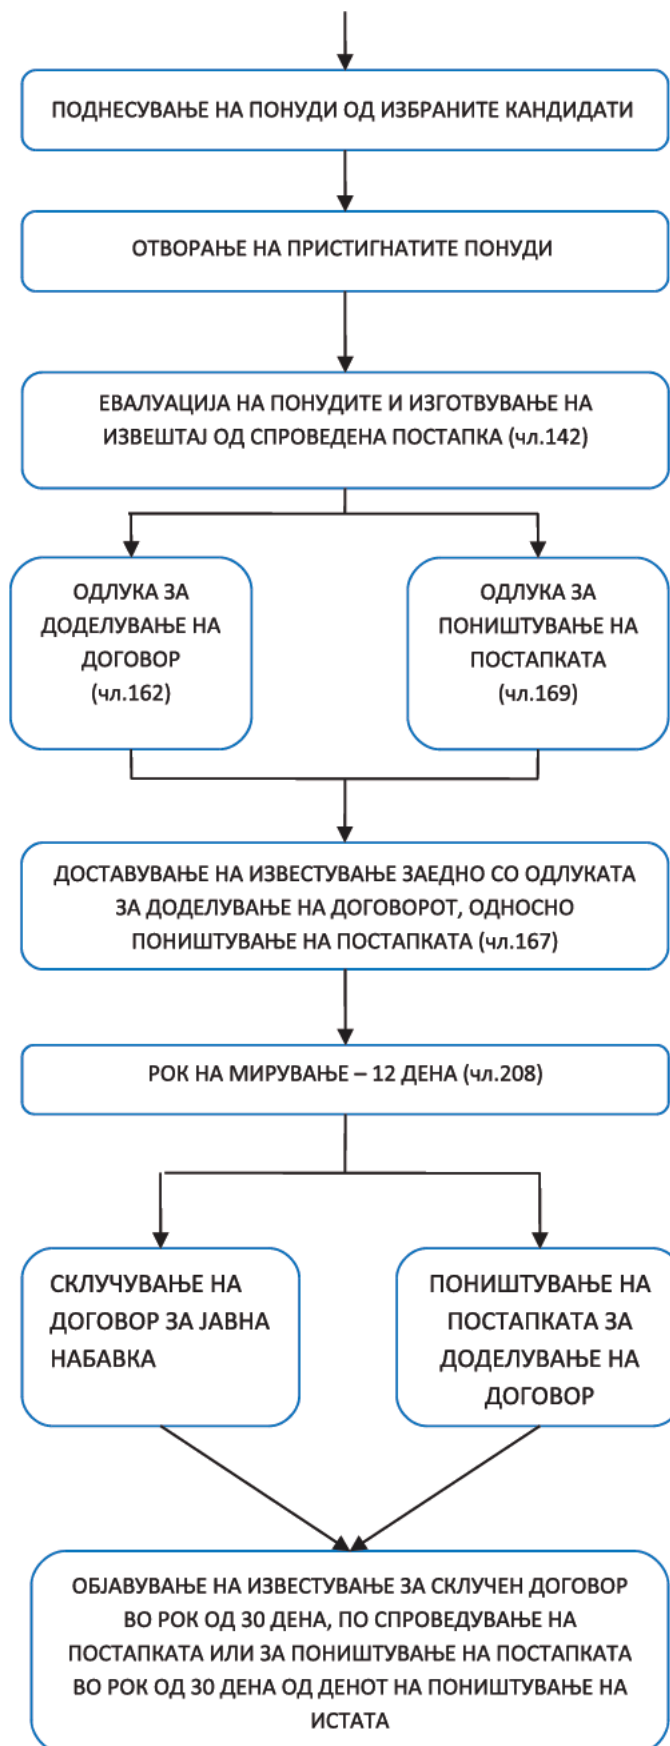 ПОДНЕСУВАЊЕ НА ПОНУДИ ОД ИЗБРАНИТЕ КАНДИДАТИ
ОТВОРАЊЕ НА ПРИСТИГНАТИТЕ ПОНУДИ
ЕВАЛУАЦИЈА НА ПОНУДИТЕ И ИЗГОТВУВАЊЕ НА
ИЗВЕШТАЈ ОД СПРОВЕДЕНА ПОСТАПКА (чл.142)
ОДЛУКА ЗА
ДОДЕЛУВАЊЕ НА
ДОГОВОР
(чл.162)
ОДЛУКА ЗА
ПОНИШТУВАЊЕ НА
ПОСТАПКАТА
(чл.169)
ДОСТАВУВАЊЕ НА ИЗВЕСТУВАЊЕ ЗАЕДНО СО ОДЛУКАТА
ЗА ДОДЕЛУВАЊЕ НА ДОГОВОРОТ, ОДНОСНО
ПОНИШТУВАЊЕ НА ПОСТАПКАТА (чл.167)
РОК НА МИРУВАЊЕ – 12 ДЕНА (чл.208)
СКЛУЧУВАЊЕ НА
ДОГОВОР ЗА ЈАВНА
НАБАВКА
ПОНИШТУВАЊЕ НА
ПОСТАПКАТА ЗА
ДОДЕЛУВАЊЕ НА
ДОГОВОР
ОБЈАВУВАЊЕ НА ИЗВЕСТУВАЊЕ ЗА СКЛУЧЕН ДОГОВОР
ВО РОК ОД 30 ДЕНА, ПО СПРОВЕДУВАЊЕ НА
ПОСТАПКАТА ИЛИ ЗА ПОНИШТУВАЊЕ НА ПОСТАПКАТА
ВО РОК ОД 30 ДЕНА ОД ДЕНОТ НА ПОНИШТУВАЊЕ НА
ИСТАТА